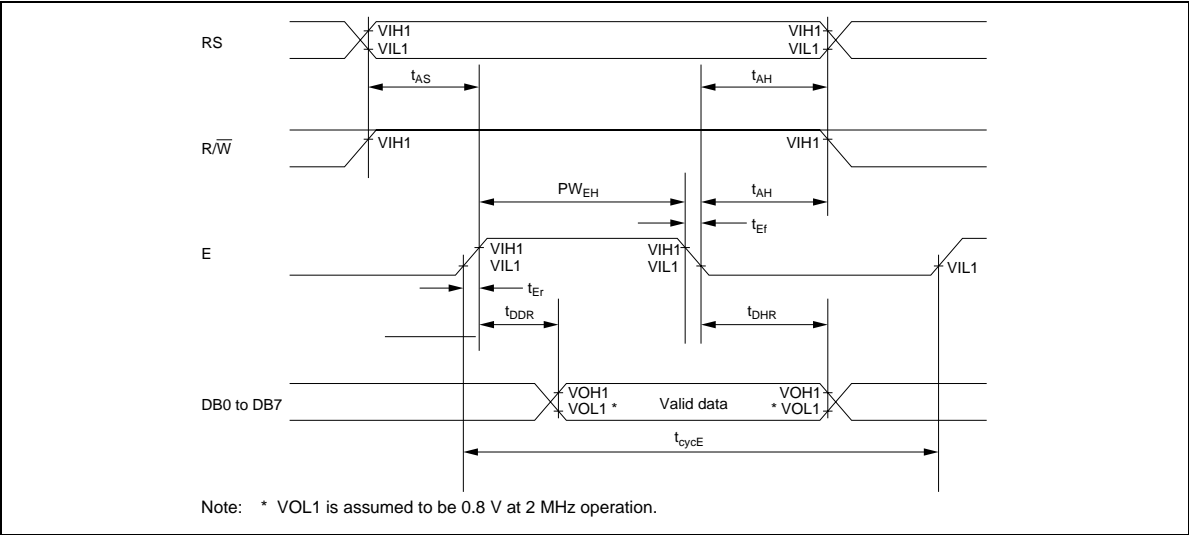 RS
VIH1
VIL1
VIH1
VIL1
tAS
tAH
R/W̅
VIH1
VIH1
PWEH
tAH
tEf
E
VIH1
VIL1
VIH1
VIL1
VIL1
tEr
tDDR
tDHR
DB0 to DB7
VOH1
VOL1 *
Valid data
VOH1
* VOL1
tcycE
Note: * VOL1 is assumed to be 0.8 V at 2 MHz operation.